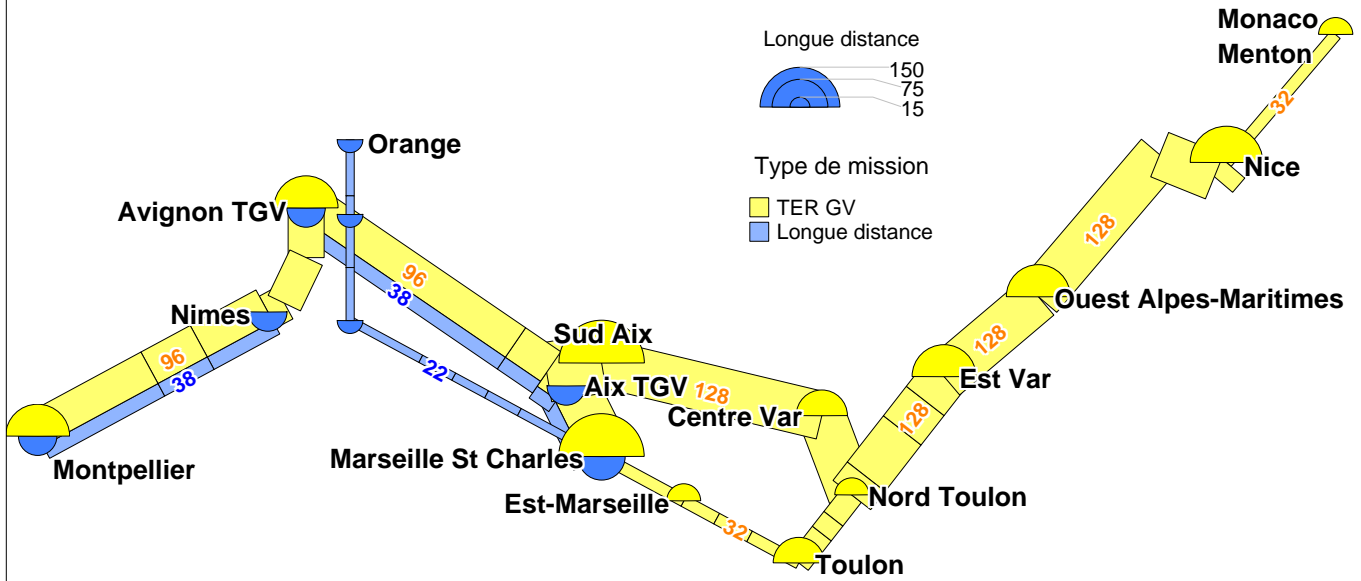 Monaco
Menton
Longue distance
150
75
15
32
Orange
Type de mission
Nice
TER GV
Longue distance
Avignon TGV
128
96
38
Ouest Alpes-Maritimes
Nimes
Sud Aix
128
96
38
22
Est Var
Aix TGV
128
Centre Var
128
Marseille St Charles
Montpellier
Nord Toulon
Est-Marseille
32
Toulon